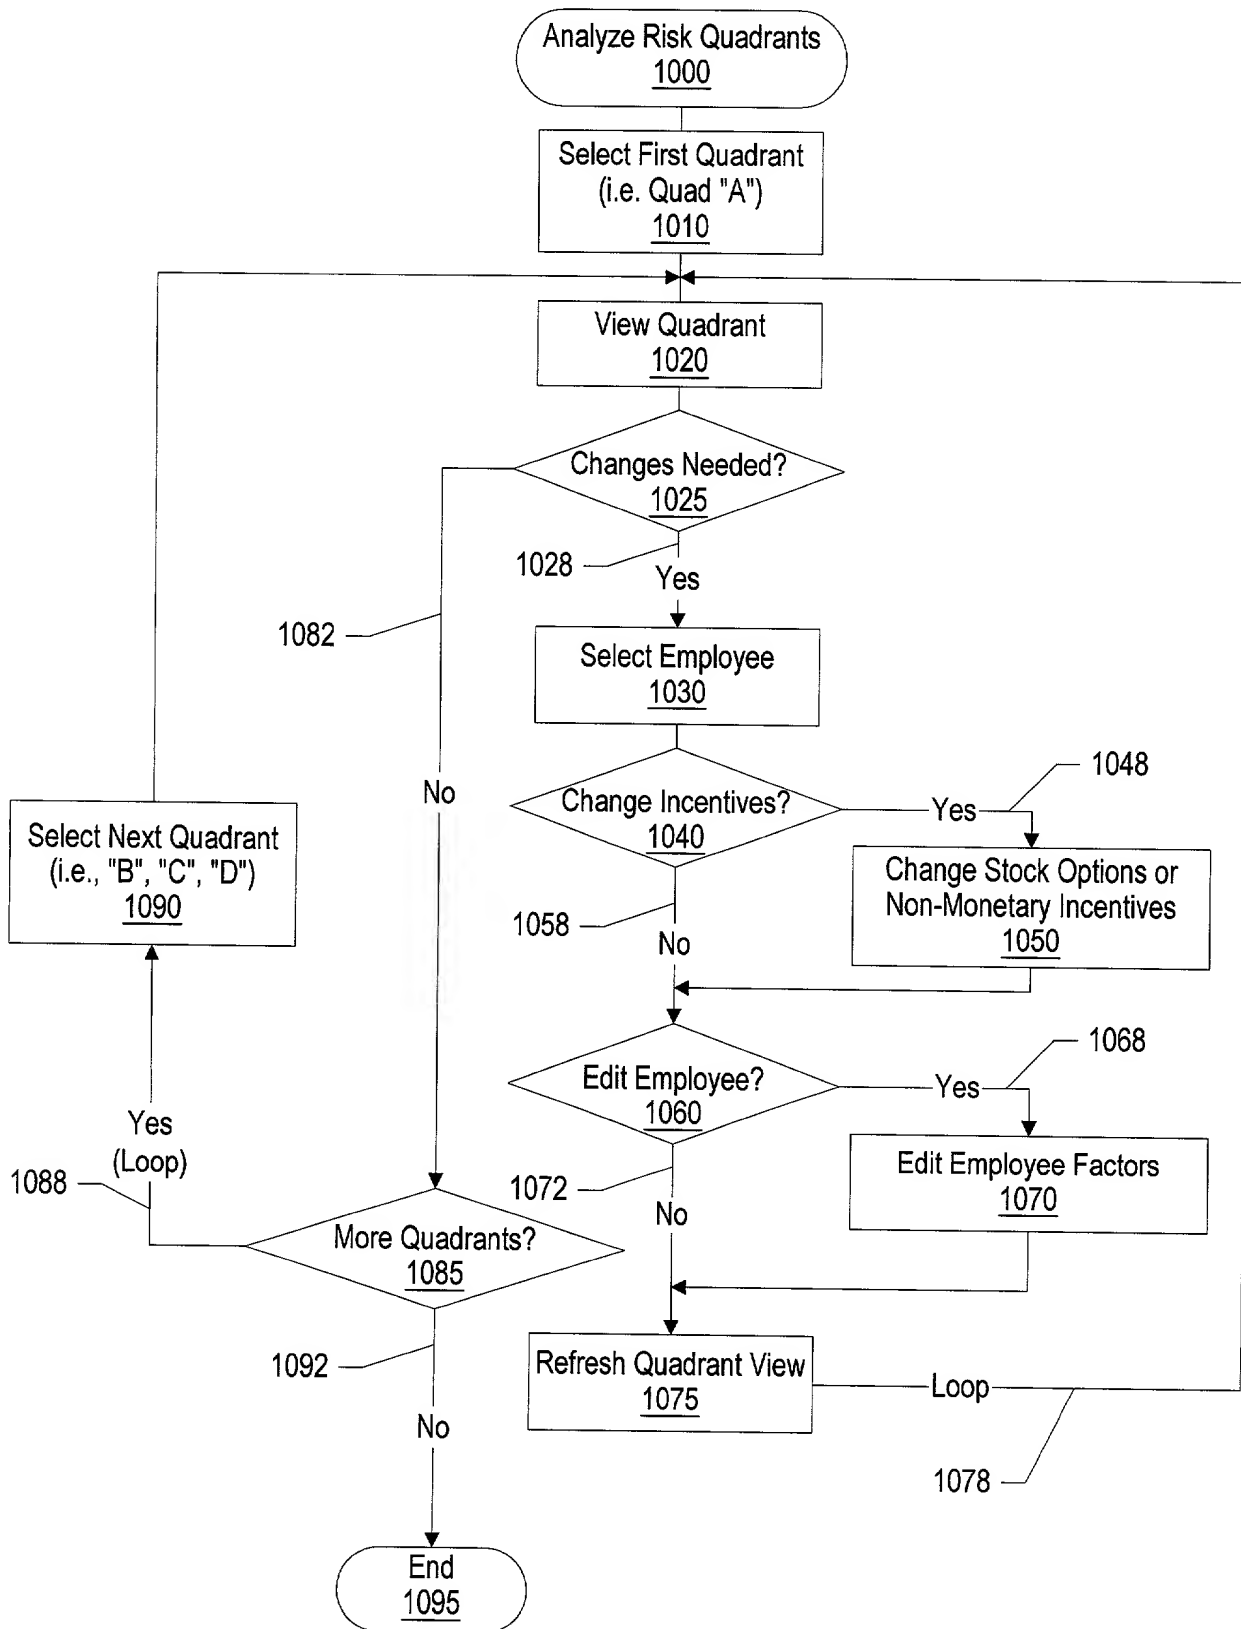 Analyze Risk Quadrants
1000
Select First Quadrant
(i.e. Quad "A")
1010
View Quadrant
1020
Changes Needed?
1025
1028
Yes
1082
Select Employee
1030
No
Change Incentives?
1040
1048
Yes
Select Next Quadrant
(i.e., "B", "C", "D")
1090
Change Stock Options or
Non-Monetary Incentives
1050
1058
No
Edit Employee?
1060
1068
Yes
Yes
(Loop)
1088
Edit Employee Factors
1070
1072
No
More Quadrants?
1085
1092
Refresh Quadrant View
1075
Loop
1078
No
End
1095